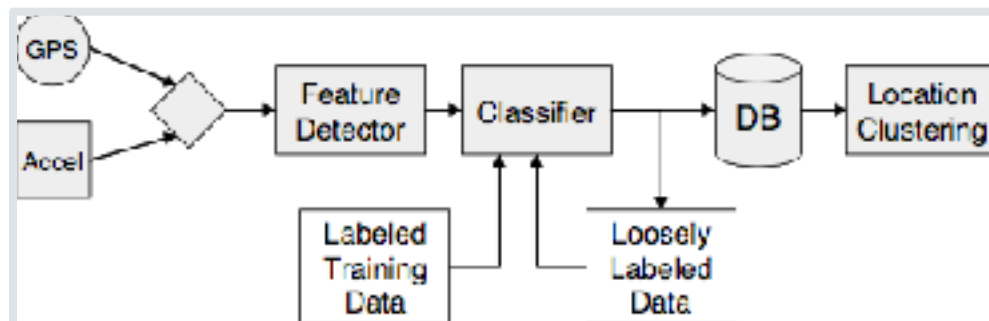 GPS
Accel
Feature
Detector
Classifier
DB
Location
Clustering
Labeled
Training
Data
Loosely
Labeled
Data